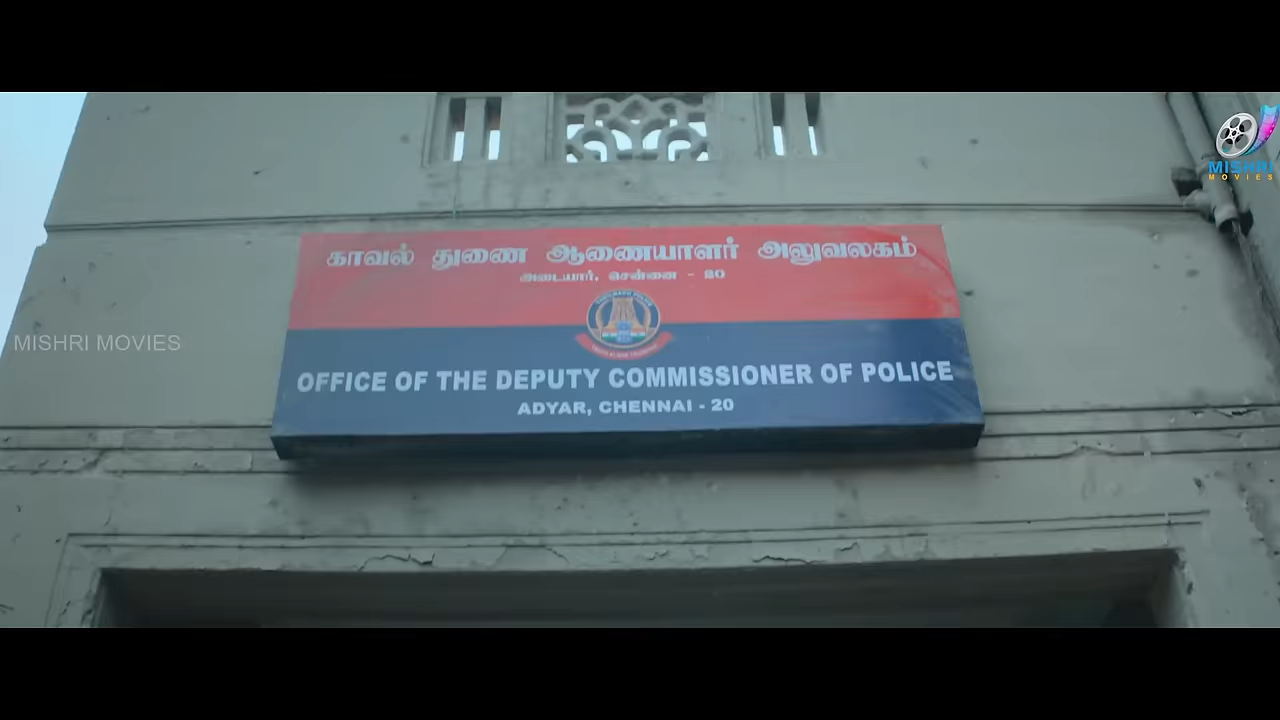 MISHRI
MOVIES
காவல் துணை ஆணையாளர் அலுவலகம்
அடையார், சென்னை - 20
MISHRI MOVIES
OFFICE OF THE DEPUTY COMMISSIONER OF POLICE
ADYAR, CHENNAI - 20